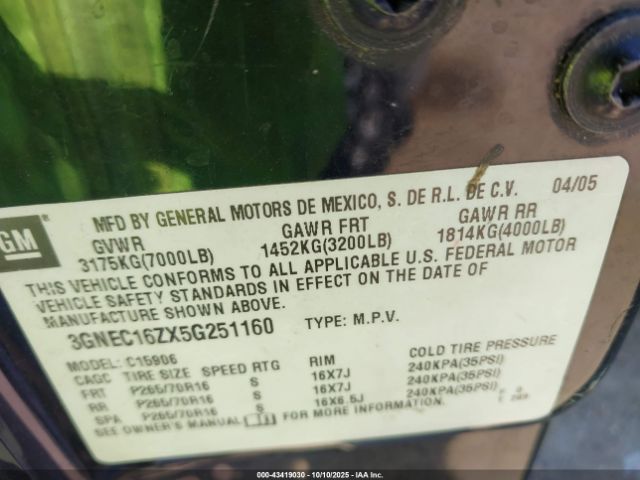 GM
MFD BY GENERAL MOTORS DE MEXICO, S. DE R.L. DE C.V. 04/05
GVWR GAWR FRT GAWR RR
3175KG(7000LB) 1452KG(3200LB) 1814KG(4000LB)
THIS VEHICLE CONFORMS TO ALL APPLICABLE U.S. FEDERAL MOTOR
VEHICLE SAFETY STANDARDS IN EFFECT ON THE DATE OF
MANUFACTURE SHOWN ABOVE.
3GNEC16ZX5G251160 TYPE: M.P.V.
MODEL: C15906
CAGC TIRE SIZE SPEED RTG RIM COLD TIRE PRESSURE
FRT P265/70R16 S 16X7J 240KPA(35PSI)
RR P265/70R16 S 16X7J 240KPA(35PSI)
SPA P265/70R16 S 16X6.5J 240KPA(35PSI)
SEE OWNER'S MANUAL FOR MORE INFORMATION
000-43419030 - 10/10/2025 - IAAI.com